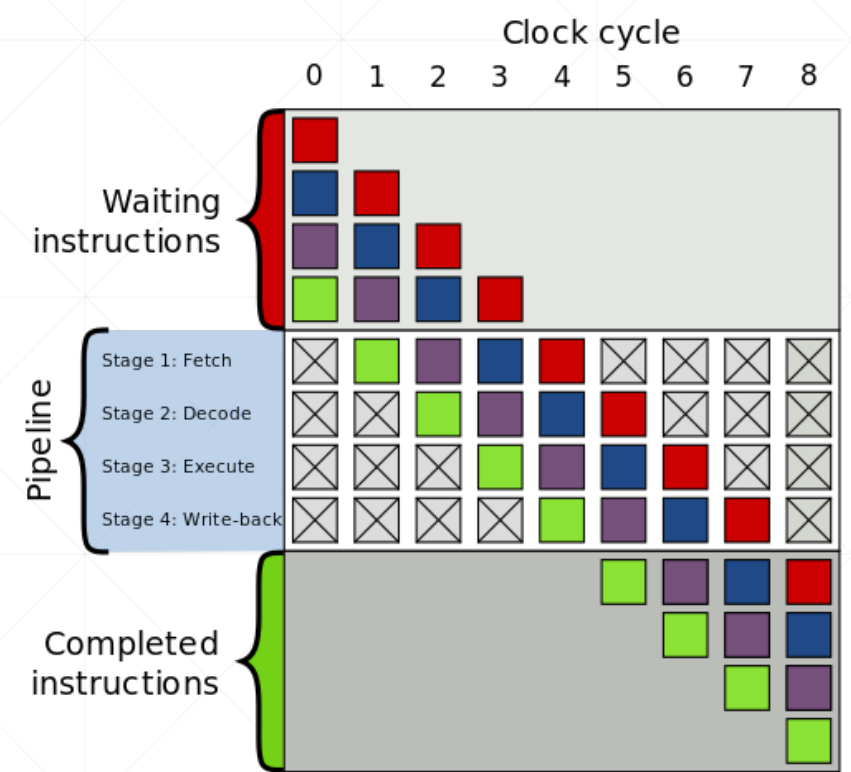 Clock cycle
0 1 2 3 4 5 6 7 8
Waiting
instructions
Pipeline
Stage 1: Fetch
Stage 2: Decode
Stage 3: Execute
Stage 4: Write-back
Completed
instructions